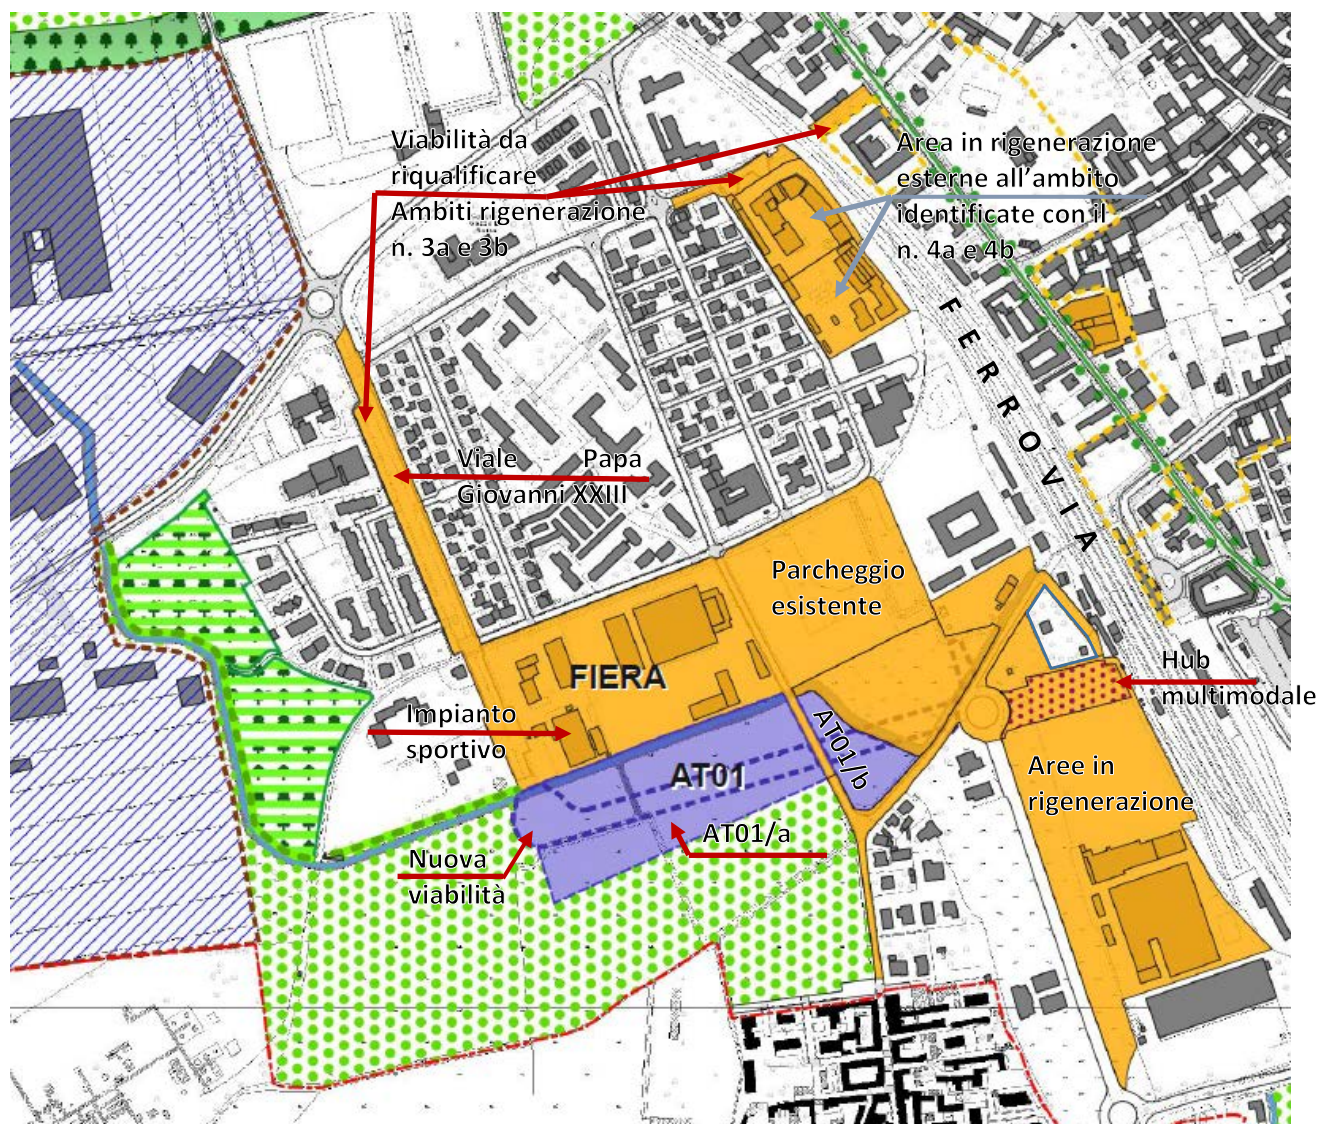 Viabilità da
riqualificare
Ambiti rigenerazione
n. 3a e 3b
Area in rigenerazione
esterne all'ambito
identificate con il
n. 4a e 4b
FERROVIA
Viale Papa
Giovanni XXIII
Parcheggio
esistente
FIERA
Hub
multimodale
Impianto
sportivo
AT01/b
AT01
Aree in
rigenerazione
AT01/a
Nuova
viabilità